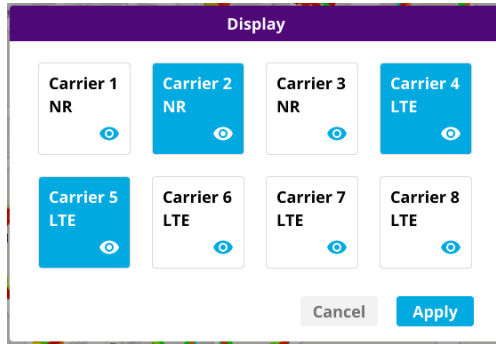 Display
Carrier 1
NR
Carrier 2
NR
Carrier 3
NR
Carrier 4
LTE
Carrier 5
LTE
Carrier 6
LTE
Carrier 7
LTE
Carrier 8
LTE
Cancel
Apply